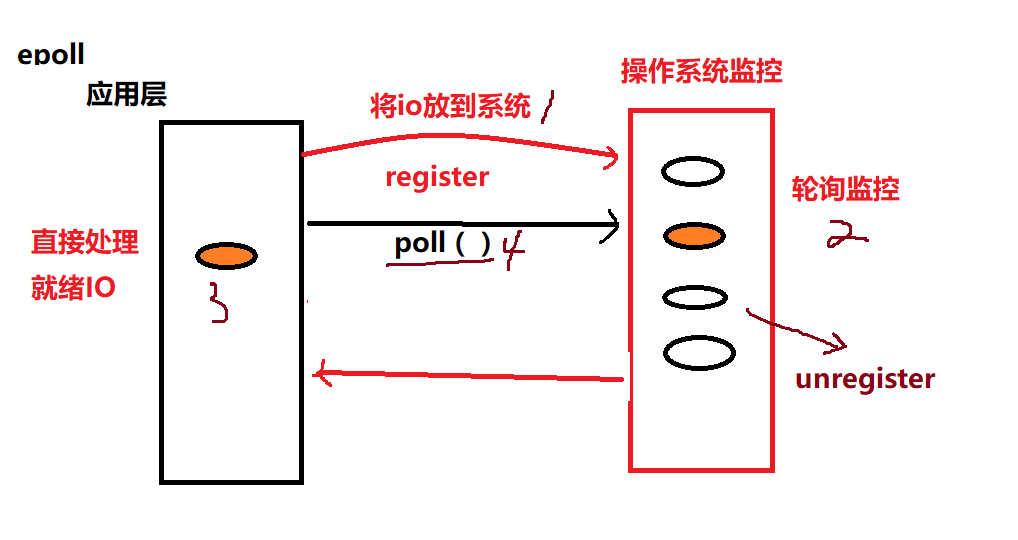 epoll
应用层
操作系统监控
将io放到系统 1
register
轮询监控
2
直接处理
就绪IO
3
poll（ ）4
unregister